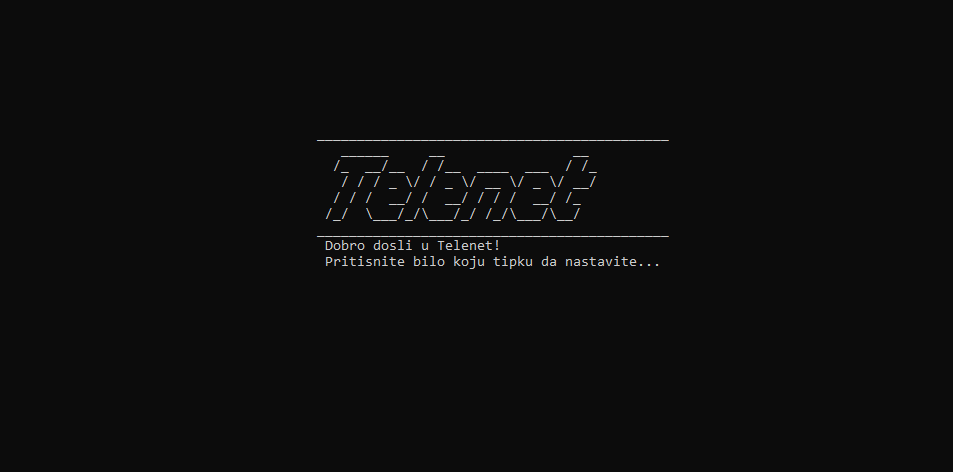 Telenet
Dobro dosli u Telenet!
Pritisnite bilo koju tipku da nastavite...